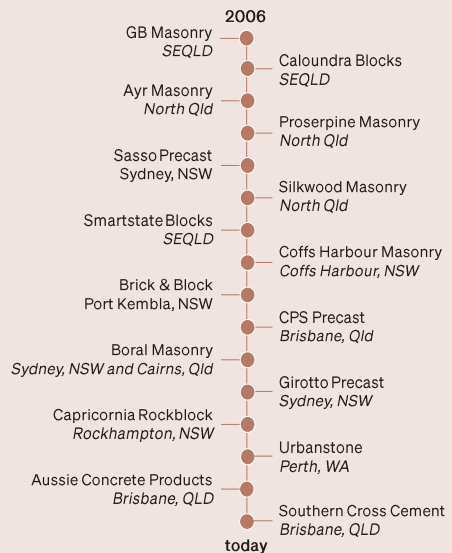 2006
GB Masonry
SEQLD
Caloundra Blocks
SEQLD
Ayr Masonry
North Qld
Proserpine Masonry
North Qld
Sasso Precast
Sydney, NSW
Silkwood Masonry
North Qld
Smartstate Blocks
SEQLD
Coffs Harbour Masonry
Coffs Harbour, NSW
Brick & Block
Port Kembla, NSW
CPS Precast
Brisbane, Qld
Boral Masonry
Sydney, NSW and Cairns, Qld
Girotto Precast
Sydney, NSW
Capricornia Rockblock
Rockhampton, NSW
Urbanstone
Perth, WA
Aussie Concrete Products
Brisbane, QLD
Southern Cross Cement
Brisbane, QLD
today